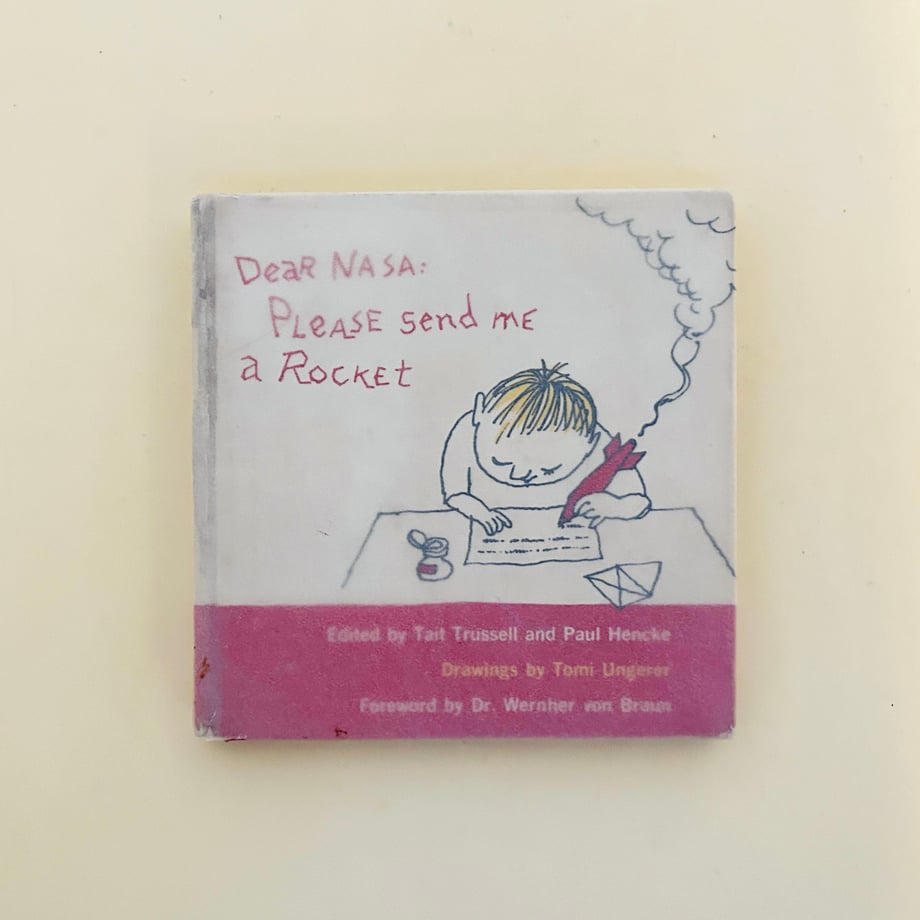 Dear NASA:
PLeASE send me
a ROCKEt
Edited by Tait Trussell and Paul Hencke
Drawings by Tomi Ungerer
Foreword by Dr. Wernher von Braun